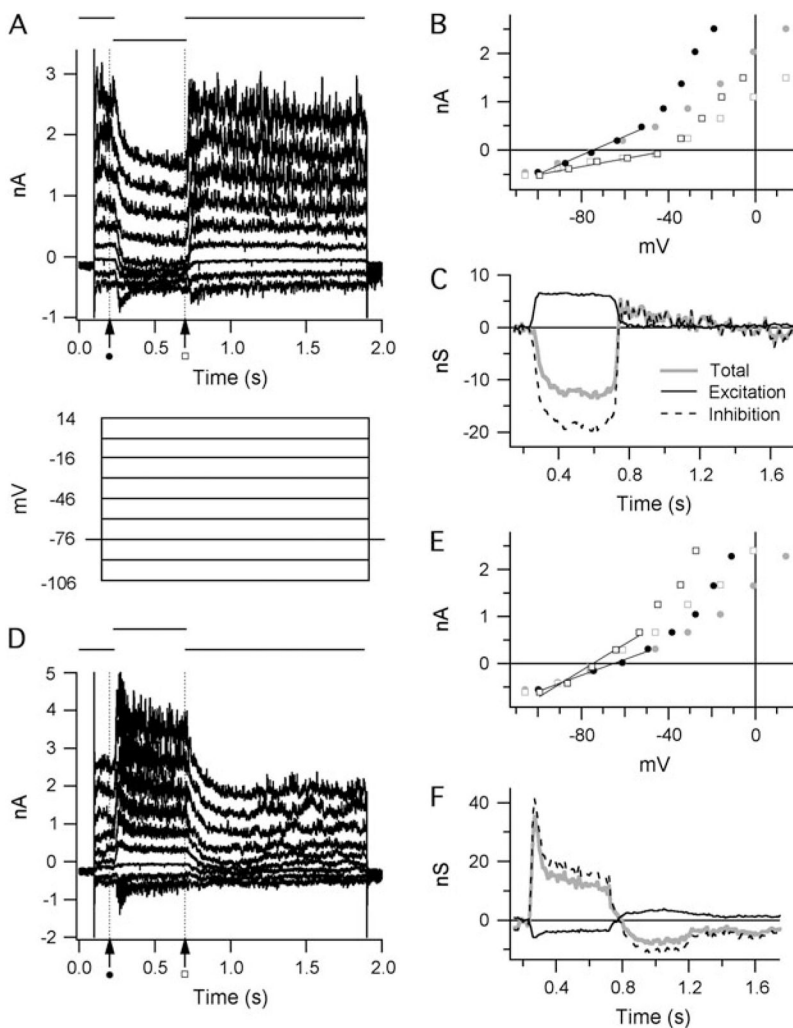 A
3
2
1
0
-1
nA
0.0 0.5 1.0 1.5 2.0
Time (s)
14
-16
-46
-76
-106
mV
D
5
4
3
2
1
0
-1
-2
nA
0.0 0.5 1.0 1.5 2.0
Time (s)
B
2
1
0
nA
-80 -40 0
mV
C
10
0
-10
-20
nS
Total
Excitation
Inhibition
0.4 0.8 1.2 1.6
Time (s)
E
2
1
0
nA
-80 -40 0
mV
F
40
20
0
nS
0.4 0.8 1.2 1.6
Time (s)